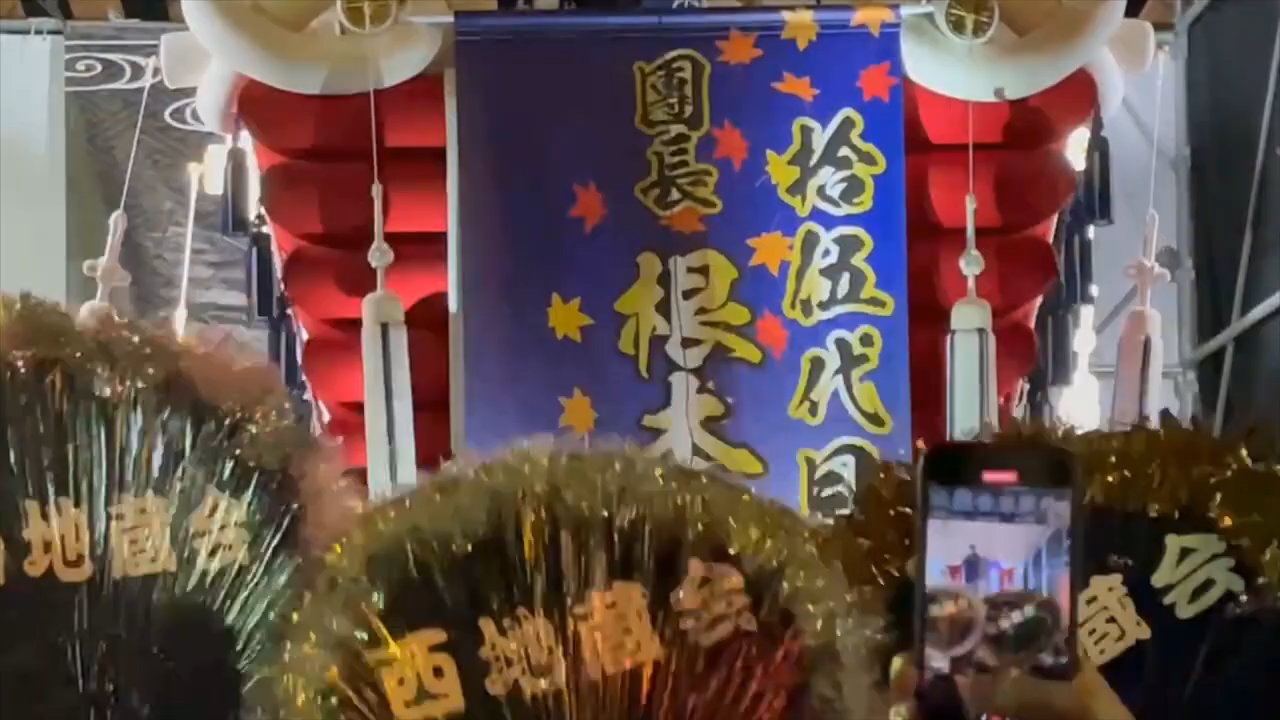 拾伍代目
團長 根木
地蔵会
西地蔵会
蔵会